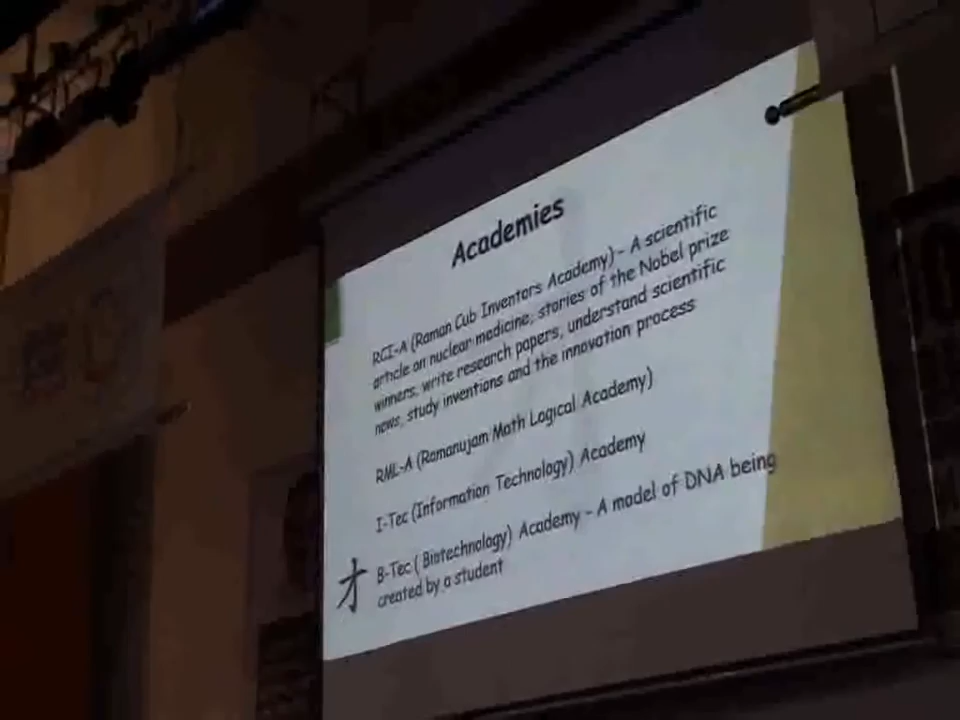 Academies
RCI-A (Raman Cub Inventors Academy) - A scientific
article on nuclear medicine, stories of the Nobel prize
winners, write research papers, understand scientific
news, study inventions and the innovation process
RML-A (Ramanujam Math Logical Academy)
I-Tec (Information Technology) Academy
才 B-Tec ( Biotechnology) Academy - A model of DNA being
created by a student